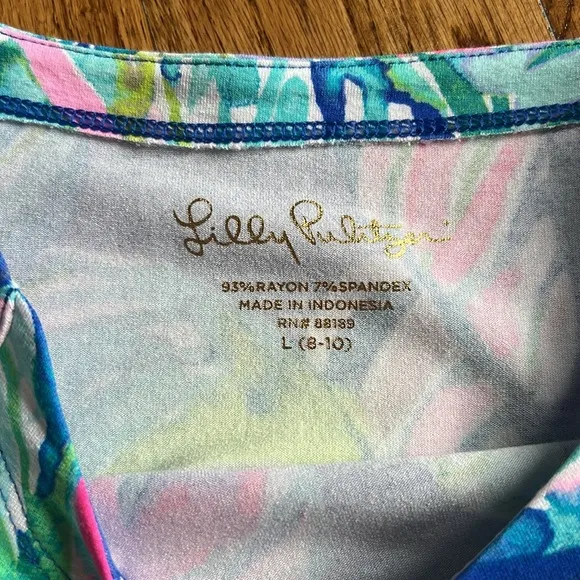 Lilly Pulitzer
93%RAYON 7%SPANDEX
MADE IN INDONESIA
RN# 88189
L (8-10)